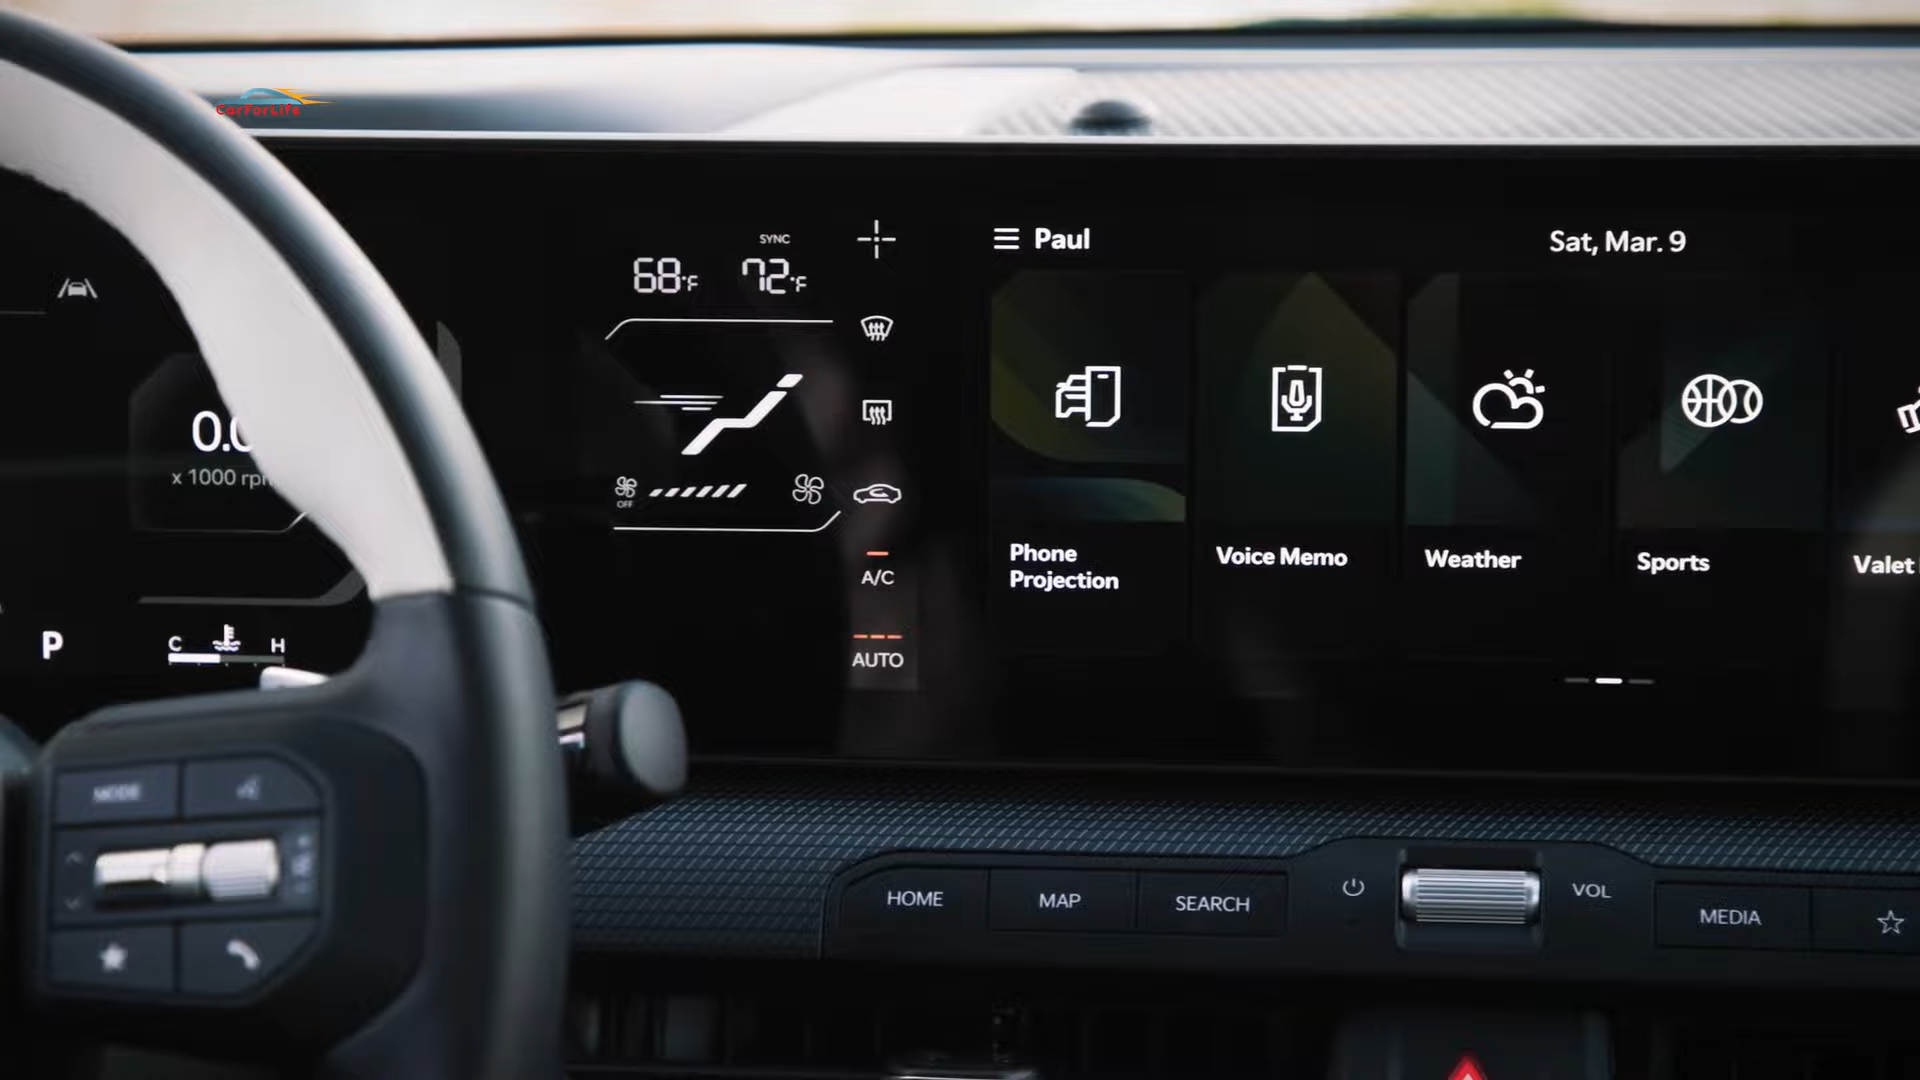 CarForLife
SYNC
68°F 72°F
Paul
Sat, Mar. 9
0.0
x 1000 rpm
OFF
A/C
AUTO
Phone
Projection
Voice Memo
Weather
Sports
Valet
P
C H
MODE
HOME
MAP
SEARCH
VOL
MEDIA